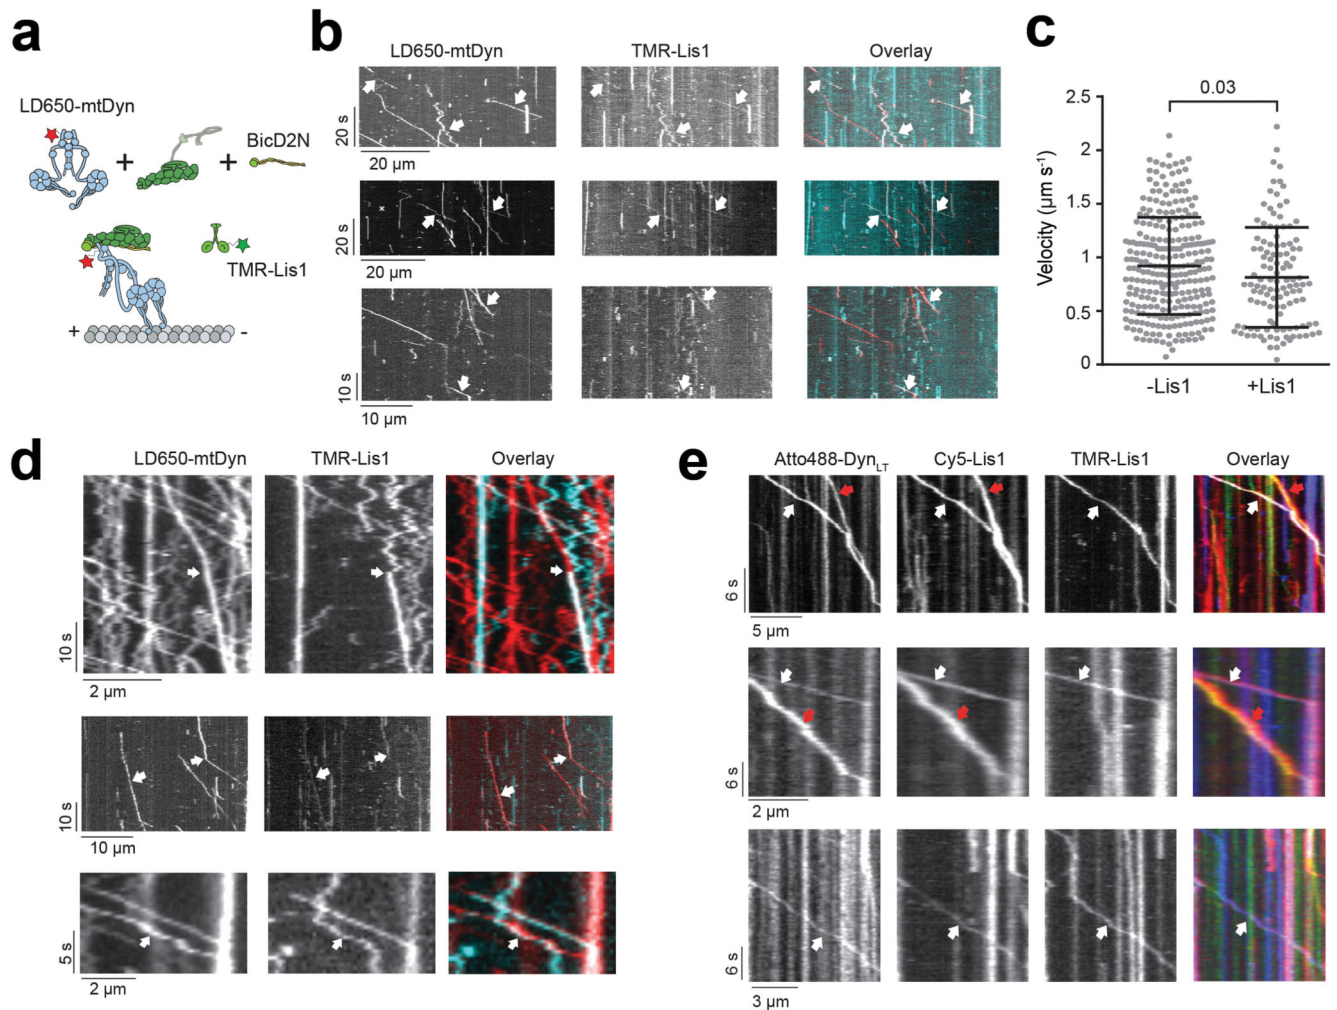 a
LD650-mtDyn
+
+
BicD2N
TMR-Lis1
+
-
b
LD650-mtDyn
TMR-Lis1
Overlay
20 s
20 µm
20 s
20 µm
10 s
10 µm
c
0.03
Velocity (µm s-1)
2.5
2
1.5
1
0.5
0
-Lis1
+Lis1
d
LD650-mtDyn
TMR-Lis1
Overlay
10 s
2 µm
10 s
10 µm
5 s
2 µm
e
Atto488-DynLT
Cy5-Lis1
TMR-Lis1
Overlay
6 s
5 µm
6 s
2 µm
6 s
3 µm